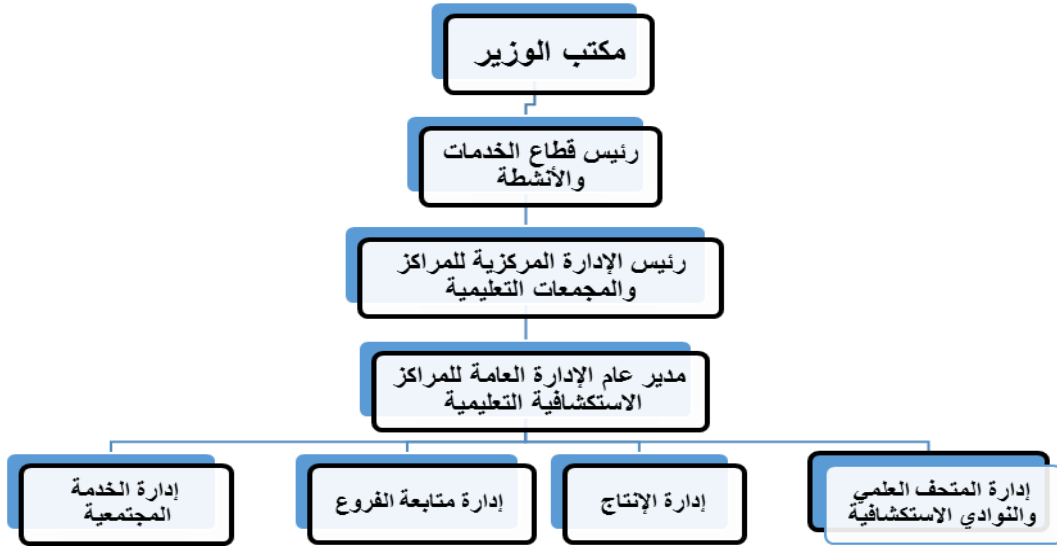 مكتب الوزير
رئيس قطاع الخدمات
والأنشطة
رئيس الإدارة المركزية للمراكز
والمجمعات التعليمية
مدير عام الإدارة العامة للمراكز
الاستكشافية التعليمية
إدارة المتحف العلمي
والنوادي الاستكشافية
إدارة الإنتاج
إدارة متابعة الفروع
إدارة الخدمة
المجتمعية